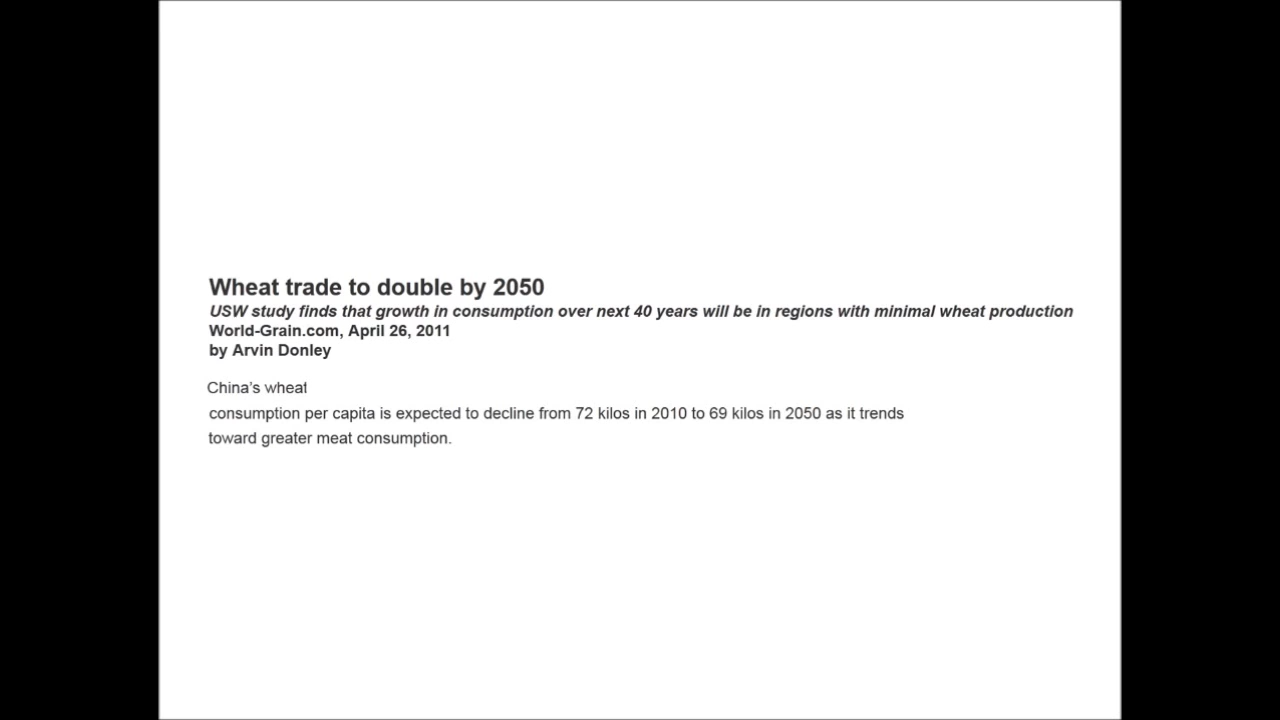 Wheat trade to double by 2050
USW study finds that growth in consumption over next 40 years will be in regions with minimal wheat production
World-Grain.com, April 26, 2011
by Arvin Donley
China’s wheat
consumption per capita is expected to decline from 72 kilos in 2010 to 69 kilos in 2050 as it trends
toward greater meat consumption.